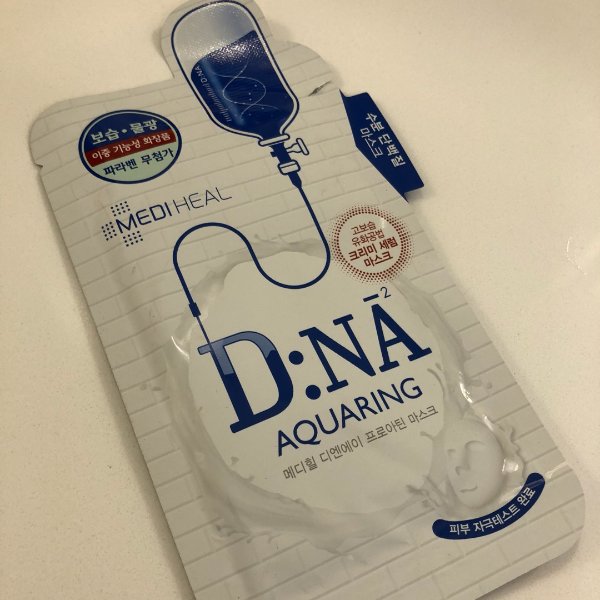 DNA
보습·물광
이중 기능성 화장품
파라벤 무첨가
수분 단백질
마스크
MEDIHEAL
고보습
유화공법
크리미 세럼
마스크
D:NA 2
AQUARING
메디힐 디엔에이 프로아틴 마스크
피부 자극테스트 완료